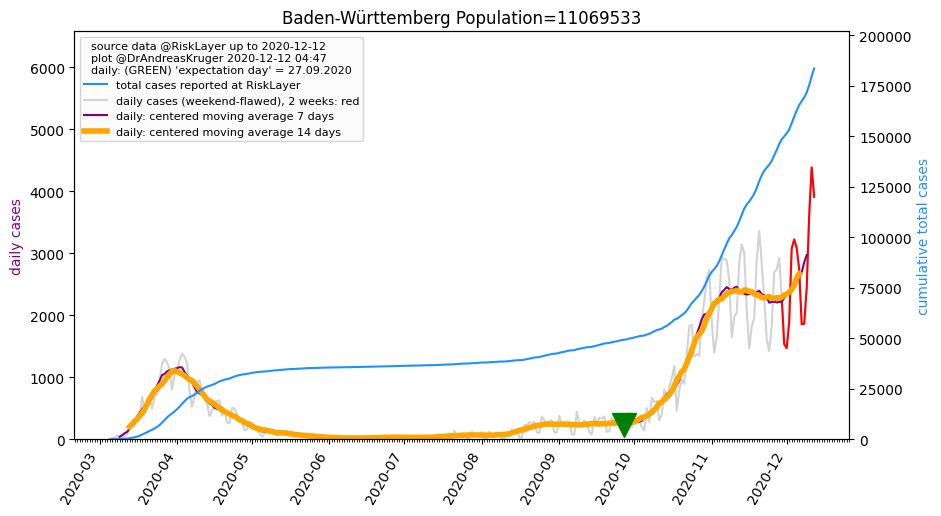 Baden-Württemberg Population=11069533
source data @RiskLayer up to 2020-12-12
plot @DrAndreasKruger 2020-12-12 04:47
daily: (GREEN) 'expectation day' = 27.09.2020
total cases reported at RiskLayer
daily cases (weekend-flawed), 2 weeks: red
daily: centered moving average 7 days
daily: centered moving average 14 days
daily cases
6000
5000
4000
3000
2000
1000
0
cumulative total cases
200000
175000
150000
125000
100000
75000
50000
25000
0
2020-03
2020-04
2020-05
2020-06
2020-07
2020-08
2020-09
2020-10
2020-11
2020-12